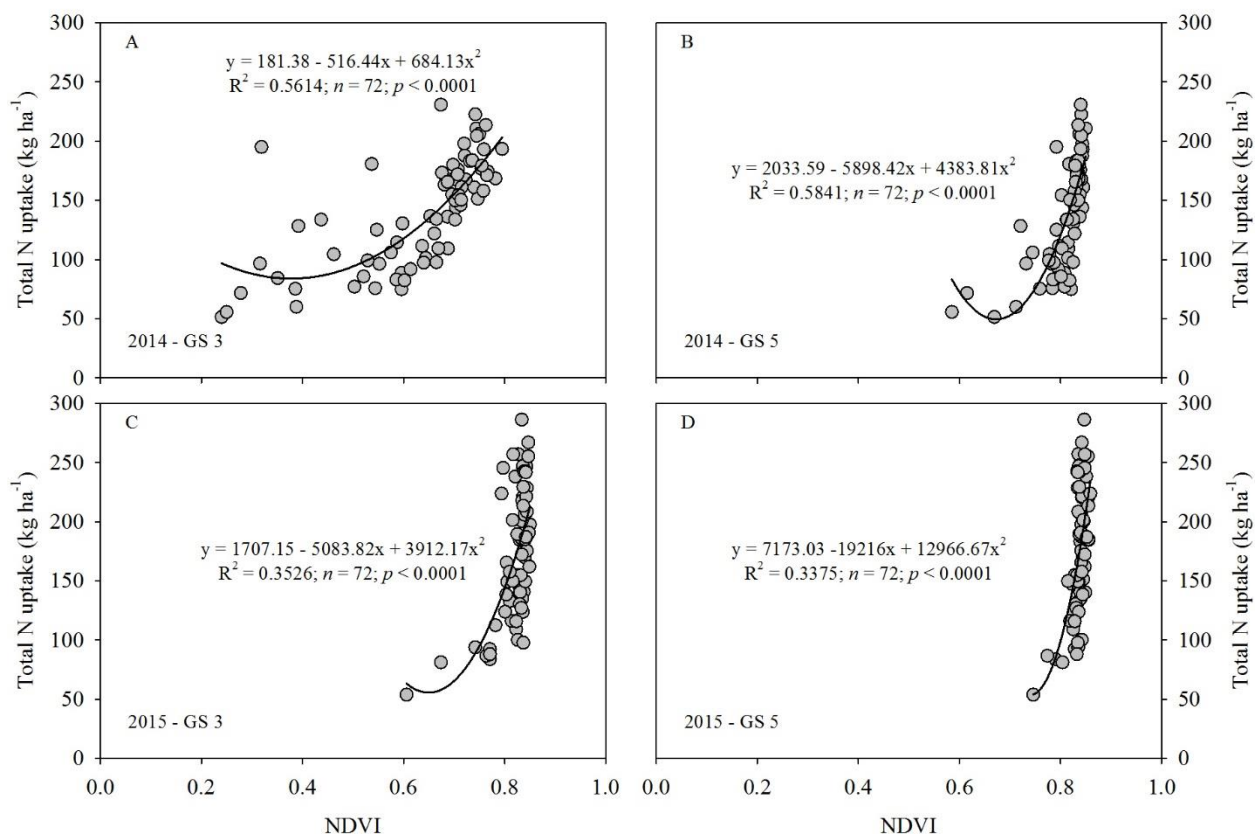 A
y = 181.38 - 516.44x + 684.13x²
R² = 0.5614; n = 72; p < 0.0001
2014 - GS 3
300
250
200
150
100
50
0
Total N uptake (kg ha⁻¹)
B
y = 2033.59 - 5898.42x + 4383.81x²
R² = 0.5841; n = 72; p < 0.0001
2014 - GS 5
300
250
200
150
100
50
0
Total N uptake (kg ha⁻¹)
C
y = 1707.15 - 5083.82x + 3912.17x²
R² = 0.3526; n = 72; p < 0.0001
2015 - GS 3
300
250
200
150
100
50
0
Total N uptake (kg ha⁻¹)
0.0 0.2 0.4 0.6 0.8 1.0
NDVI
D
y = 7173.03 -19216x + 12966.67x²
R² = 0.3375; n = 72; p < 0.0001
2015 - GS 5
300
250
200
150
100
50
0
Total N uptake (kg ha⁻¹)
0.0 0.2 0.4 0.6 0.8 1.0
NDVI